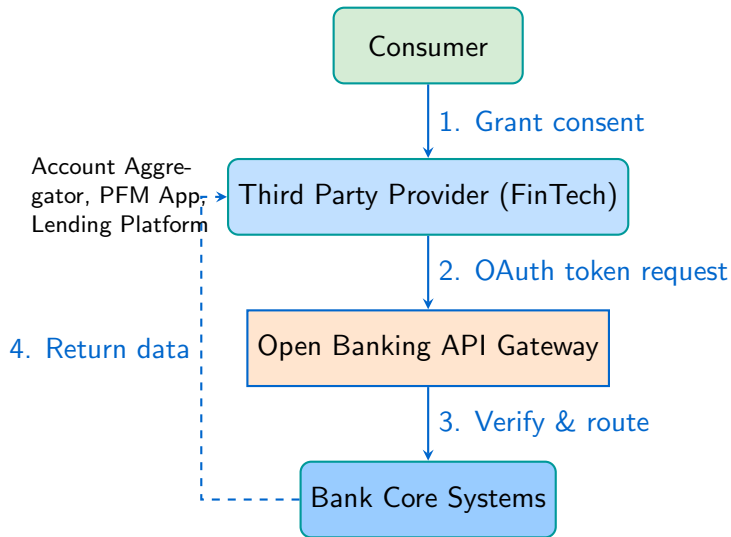 Consumer
1. Grant consent
Account Aggre-
gator, PFM App,
Lending Platform
Third Party Provider (FinTech)
2. OAuth token request
Open Banking API Gateway
4. Return data
3. Verify & route
Bank Core Systems